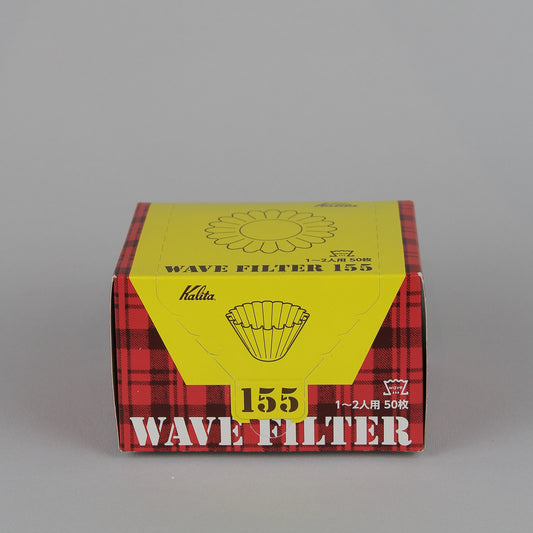 Kalita
1〜2人用 50枚
WAVE FILTER 155
Kalita
155
wave
1〜2人用 50枚
WAVE FILTER